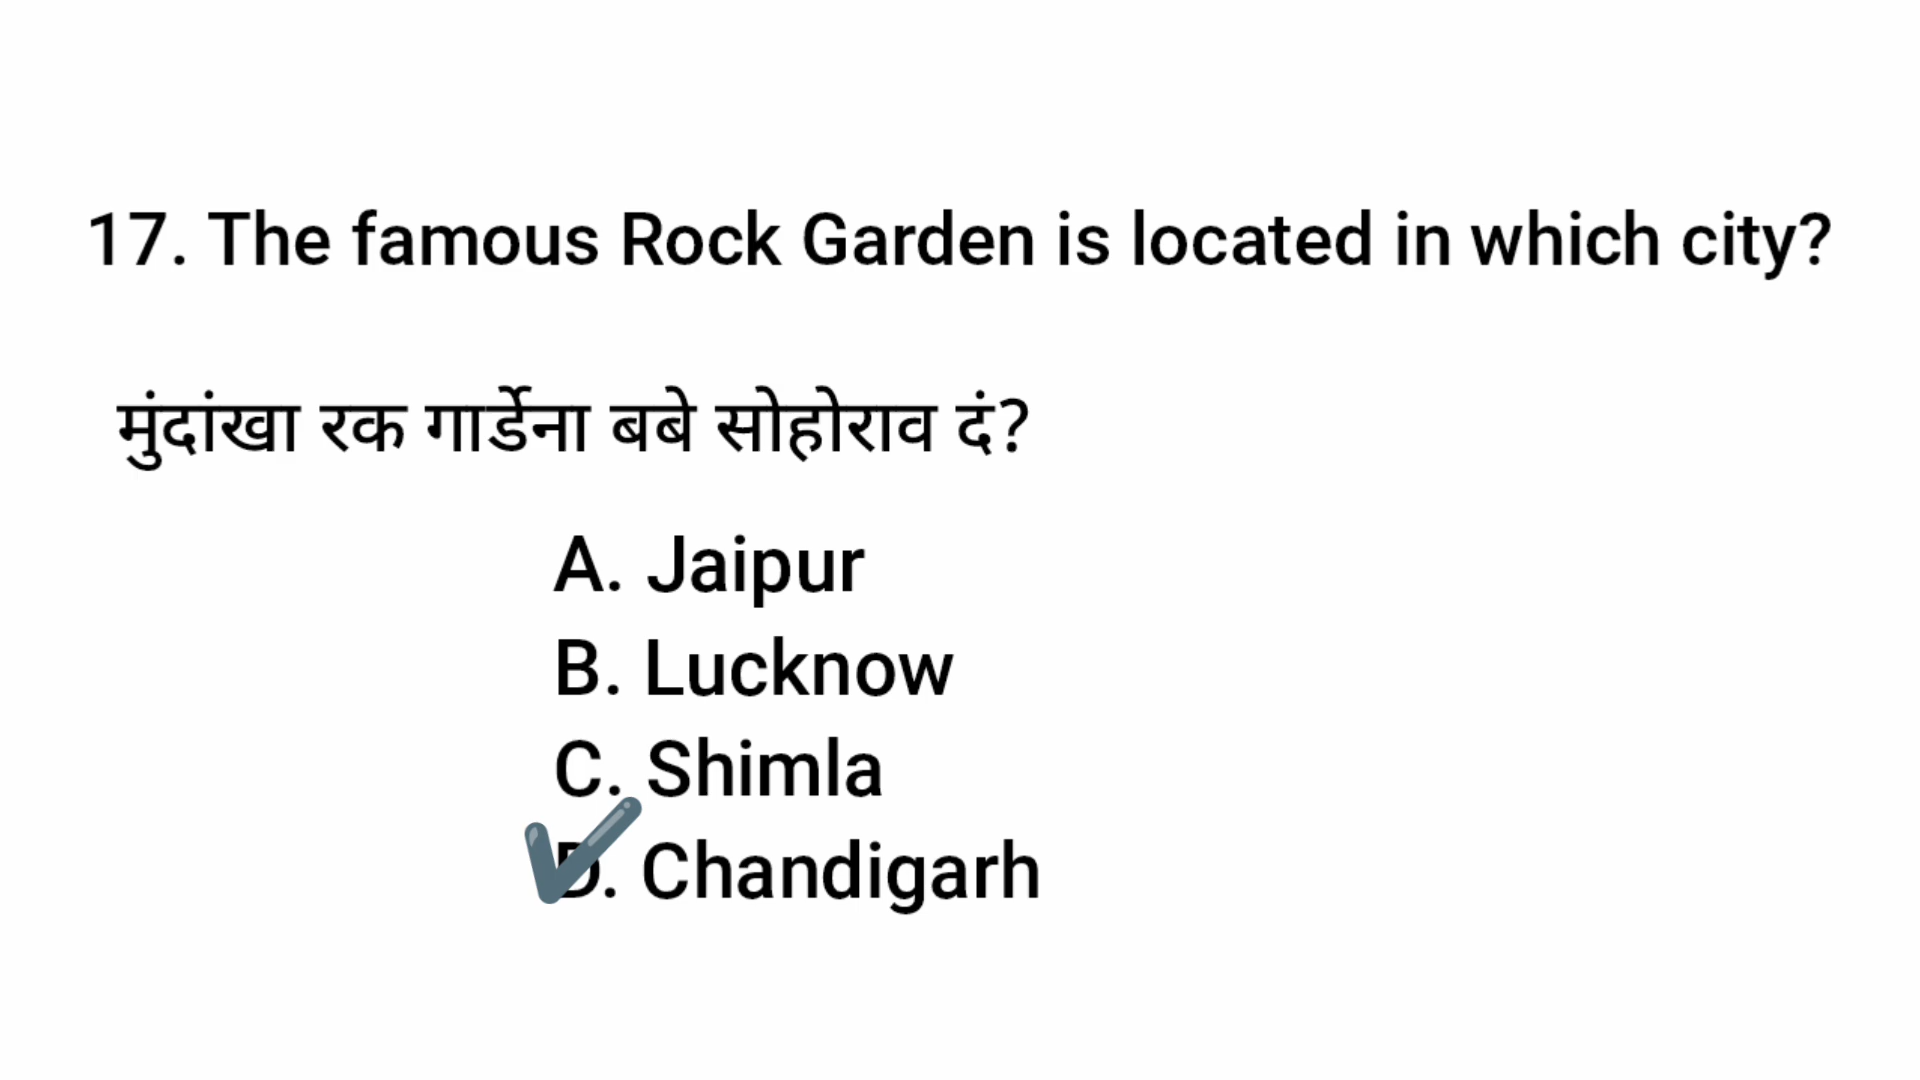 17. The famous Rock Garden is located in which city?
मुंदांखा रक गार्डेना बबे सोहोराव दं?
A. Jaipur
B. Lucknow
C. Shimla
D. Chandigarh